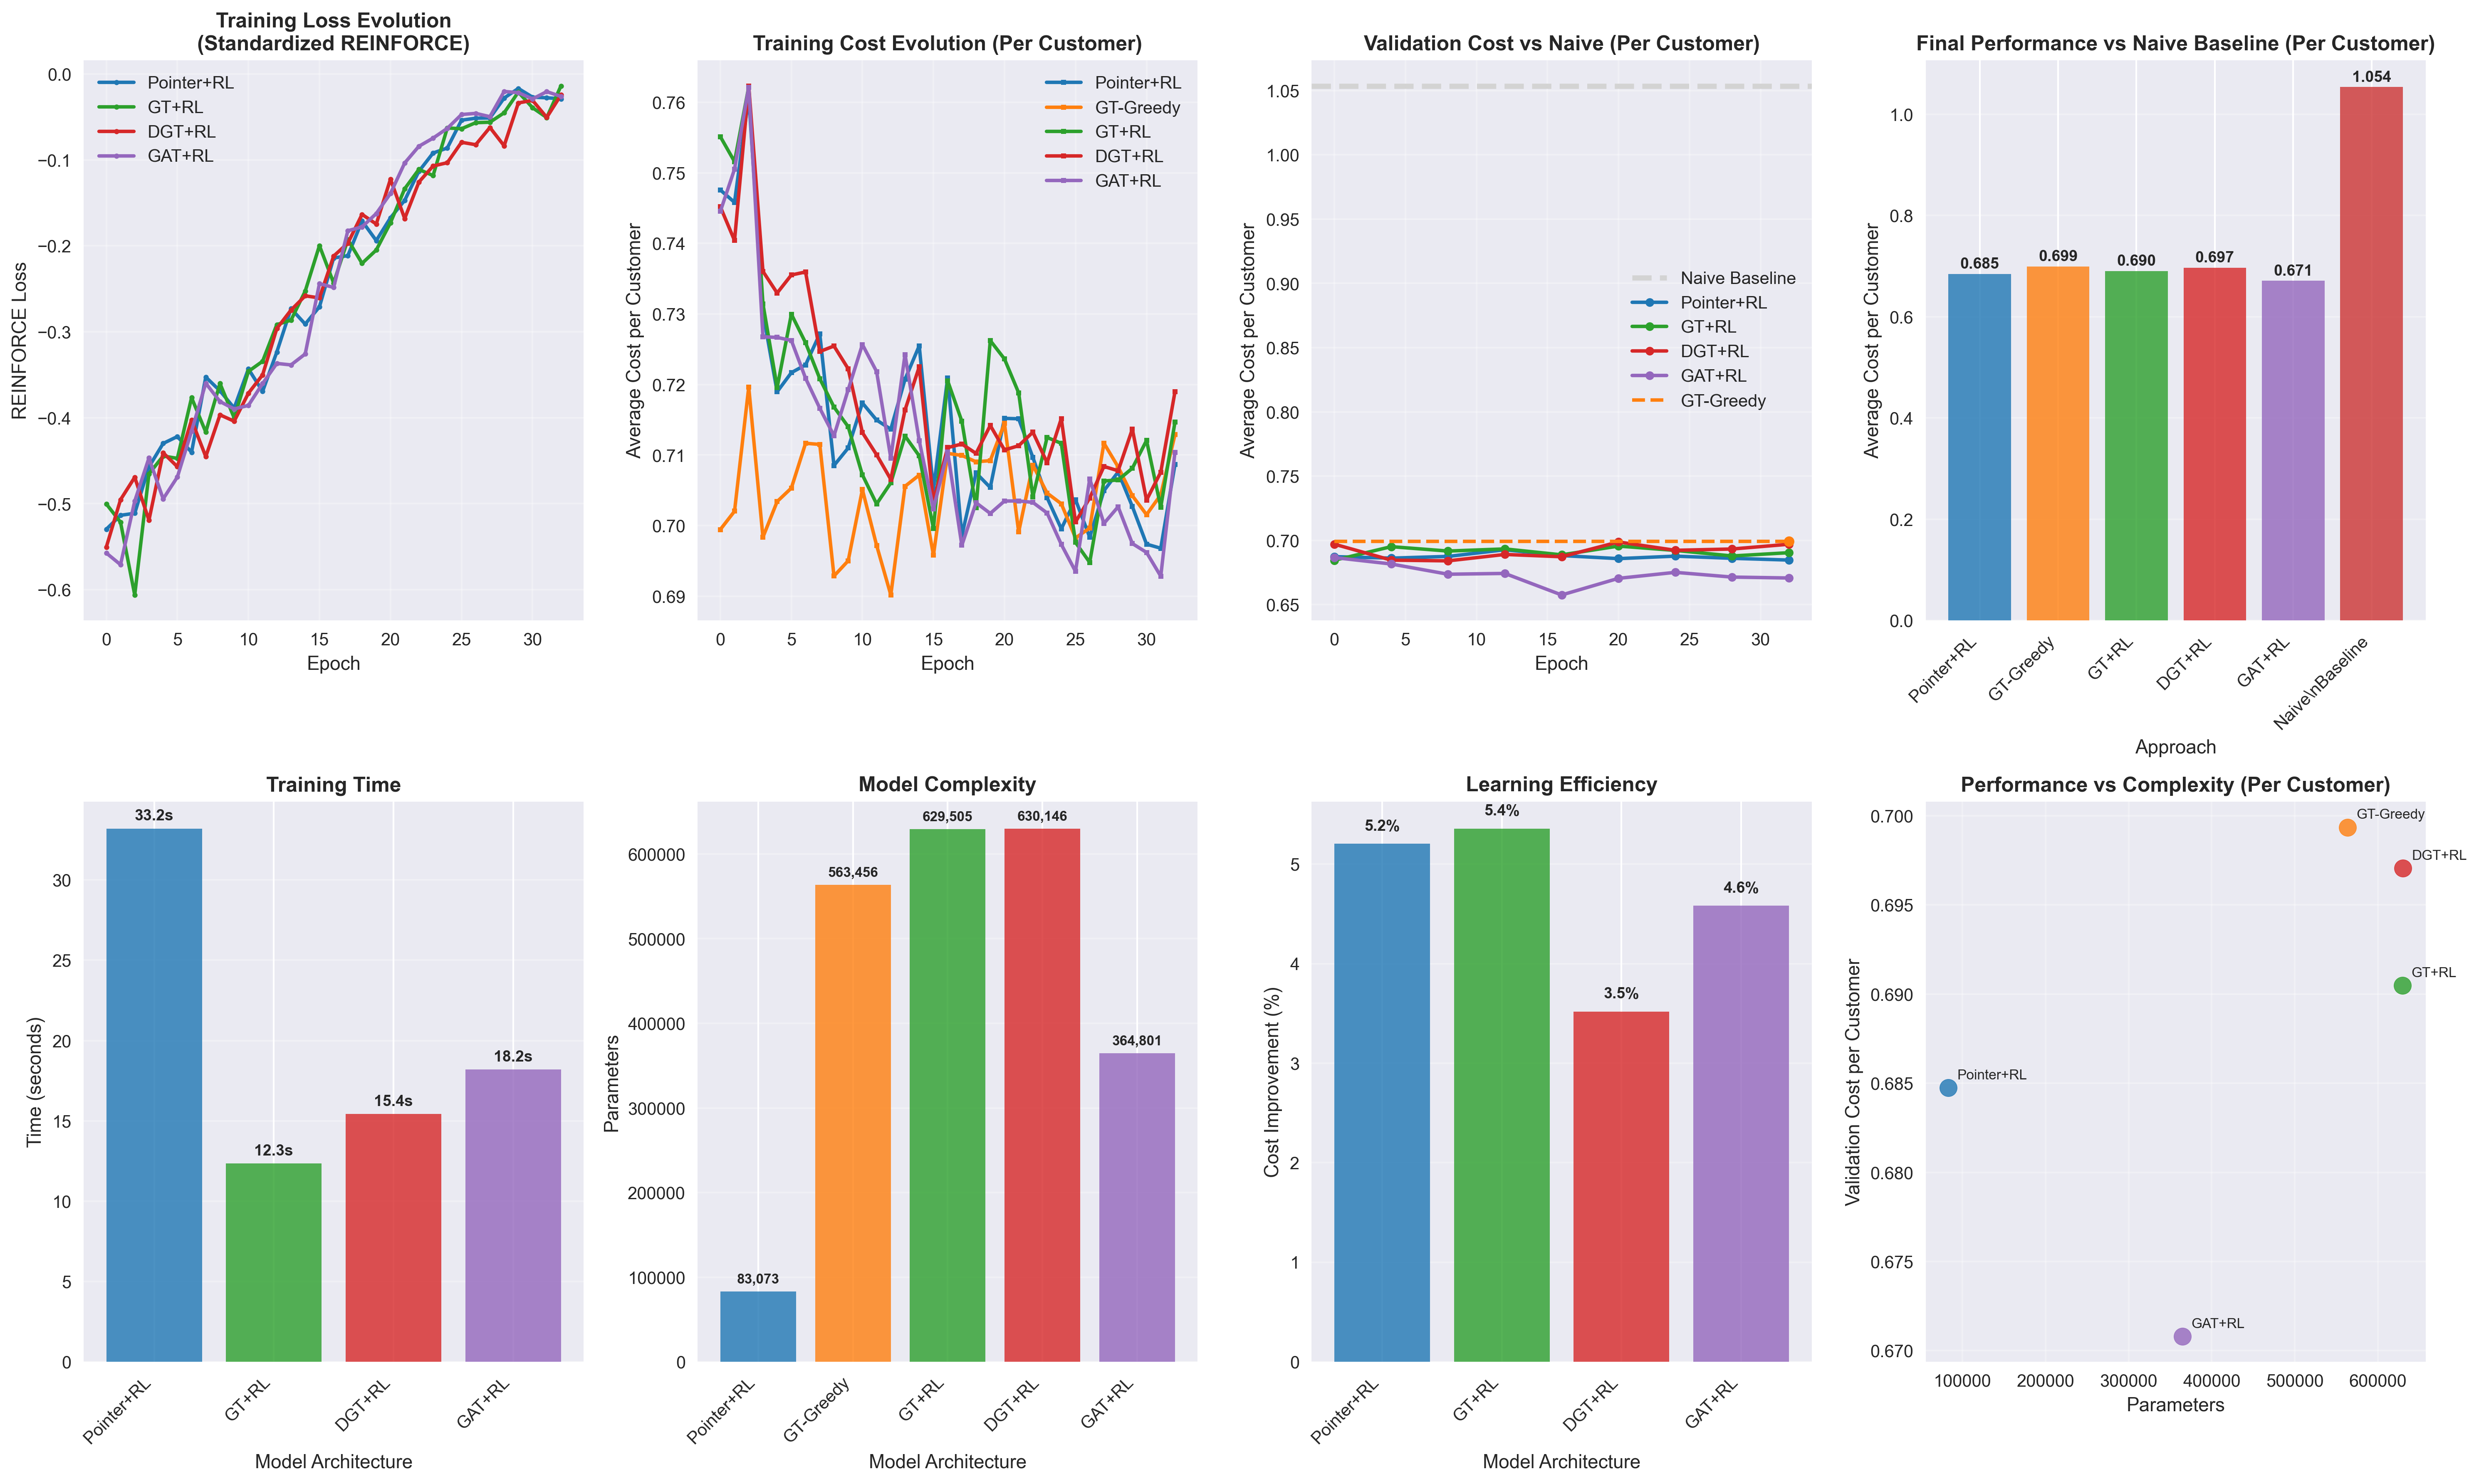 Training Loss Evolution
(Standardized REINFORCE)
REINFORCE Loss
0.0
−0.1
−0.2
−0.3
−0.4
−0.5
−0.6
Pointer+RL
GT+RL
DGT+RL
GAT+RL
0 5 10 15 20 25 30
Epoch
Training Cost Evolution (Per Customer)
Average Cost per Customer
0.76
0.75
0.74
0.73
0.72
0.71
0.70
0.69
Pointer+RL
GT-Greedy
GT+RL
DGT+RL
GAT+RL
0 5 10 15 20 25 30
Epoch
Validation Cost vs Naive (Per Customer)
Average Cost per Customer
1.05
1.00
0.95
0.90
0.85
0.80
0.75
0.70
0.65
Naive Baseline
Pointer+RL
GT+RL
DGT+RL
GAT+RL
GT-Greedy
0 5 10 15 20 25 30
Epoch
Final Performance vs Naive Baseline (Per Customer)
Average Cost per Customer
1.0
0.8
0.6
0.4
0.2
0.0
0.685
0.699
0.690
0.697
0.671
1.054
Pointer+RL
GT-Greedy
GT+RL
DGT+RL
GAT+RL
Naive\nBaseline
Approach
Training Time
Time (seconds)
30
25
20
15
10
5
0
33.2s
12.3s
15.4s
18.2s
Pointer+RL
GT+RL
DGT+RL
GAT+RL
Model Architecture
Model Complexity
Parameters
600000
500000
400000
300000
200000
100000
0
83,073
563,456
629,505
630,146
364,801
Pointer+RL
GT-Greedy
GT+RL
DGT+RL
GAT+RL
Model Architecture
Learning Efficiency
Cost Improvement (%)
5
4
3
2
1
0
5.2%
5.4%
3.5%
4.6%
Pointer+RL
GT+RL
DGT+RL
GAT+RL
Model Architecture
Performance vs Complexity (Per Customer)
Validation Cost per Customer
0.700
0.695
0.690
0.685
0.680
0.675
0.670
GT-Greedy
DGT+RL
GT+RL
Pointer+RL
GAT+RL
100000 200000 300000 400000 500000 600000
Parameters